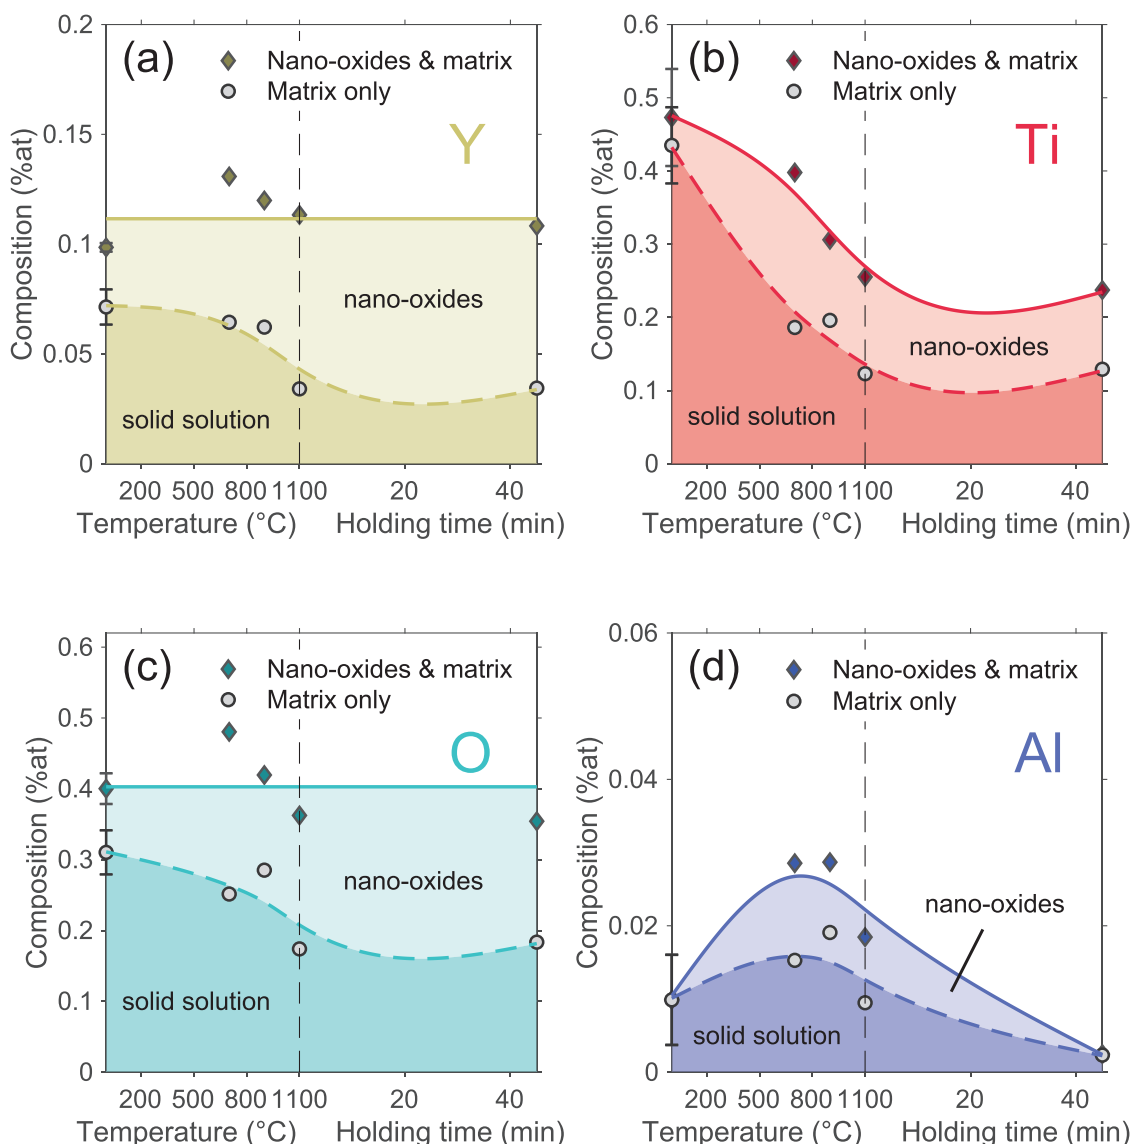 0.2
(a)
Nano-oxides & matrix
Matrix only
0.15
Y
0.1
nano-oxides
0.05
solid solution
0
200 500 800 1100 20 40
Temperature (°C) Holding time (min)
Composition (%at)
0.6
(b)
Nano-oxides & matrix
Matrix only
0.5
Ti
0.4
0.3
0.2
nano-oxides
0.1
solid solution
0
200 500 800 1100 20 40
Temperature (°C) Holding time (min)
Composition (%at)
0.6
(c)
Nano-oxides & matrix
Matrix only
0.5
O
0.4
0.3
nano-oxides
0.2
0.1
solid solution
0
200 500 800 1100 20 40
Temperature (°C) Holding time (min)
Composition (%at)
0.06
(d)
Nano-oxides & matrix
Matrix only
Al
0.04
nano-oxides
0.02
solid solution
0
200 500 800 1100 20 40
Temperature (°C) Holding time (min)
Composition (%at)